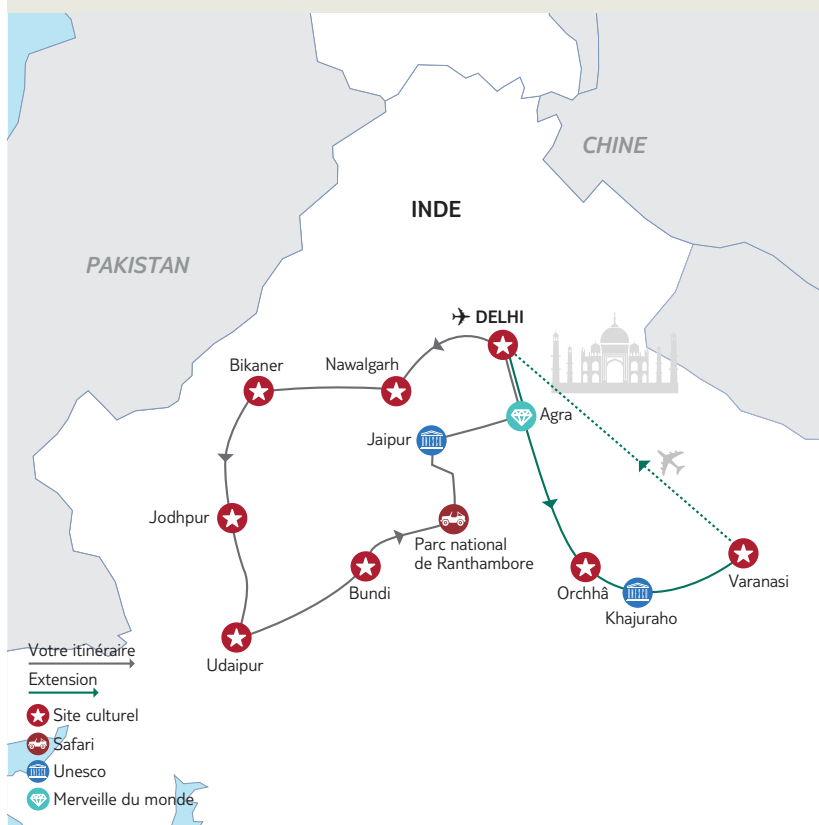 CHINE
INDE
PAKISTAN
DELHI
Bikaner
Nawalgarh
Agra
Jaipur
Jodhpur
Parc national
de Ranthambore
Bundi
Orchhâ
Varanasi
Khajuraho
Udaipur
Votre itinéraire
Extension
Site culturel
Safari
Unesco
Merveille du monde